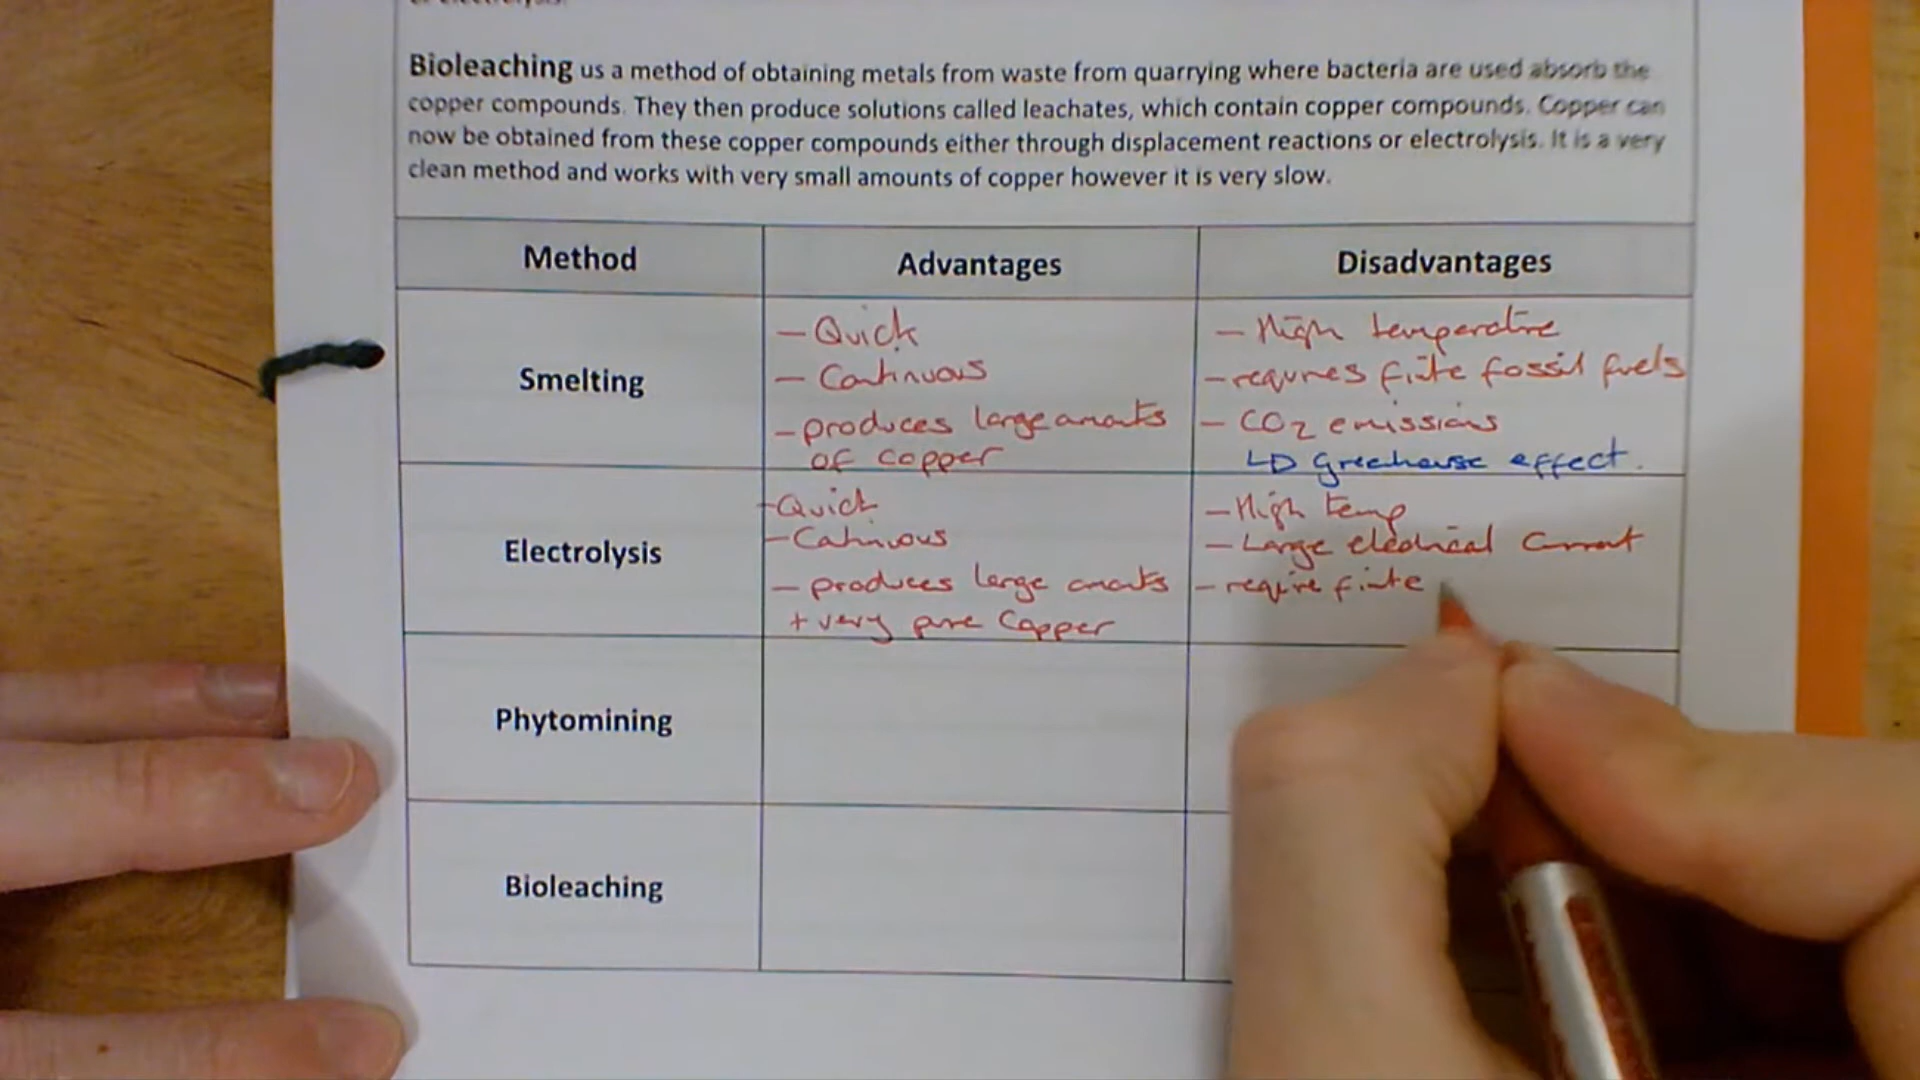 Bioleaching us a method of obtaining metals from waste from quarrying where bacteria are used absorb the
copper compounds. They then produce solutions called leachates, which contain copper compounds. Copper can
now be obtained from these copper compounds either through displacement reactions or electrolysis. It is a very
clean method and works with very small amounts of copper however it is very slow.
Method Advantages Disadvantages
Smelting
- Quick
- Continuous
- produces large amounts
of copper
- High temperature
- requires finite fossil fuels
- CO2 emissions
Greenhouse effect.
Electrolysis
- Quick
- Continuous
- produces large amounts
+ very pure Copper
- High temp
- Large electrical current
- require finite
Phytomining
Bioleaching